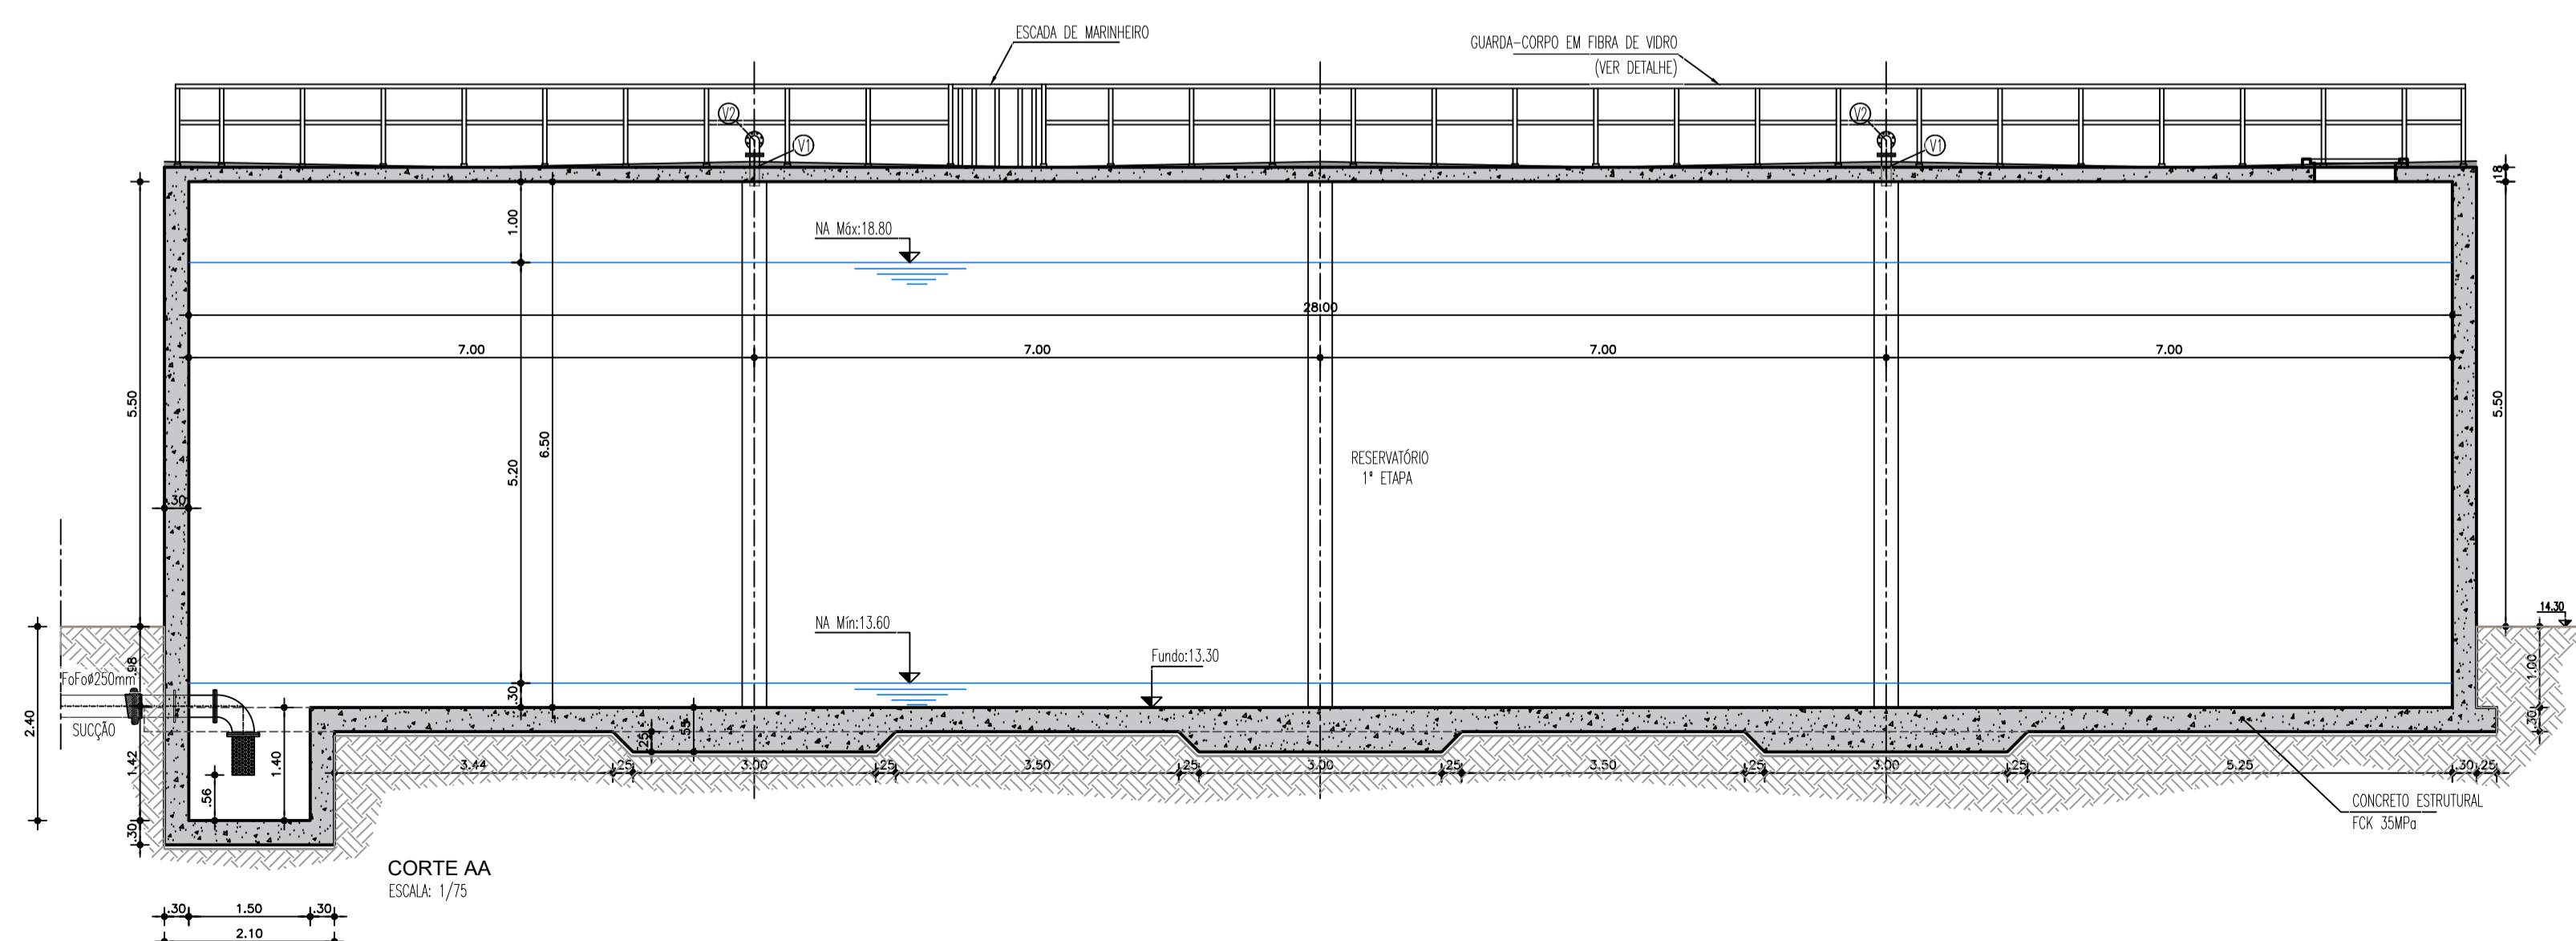 ESCADA DE MARINHEIRO
GUARDA-CORPO EM FIBRA DE VIDRO
(VER DETALHE)
V2
V1
V2
V1
.18
1.00
NA Máx:18.80
28.00
7.00
7.00
7.00
7.00
5.50
5.50
6.50
5.20
RESERVATÓRIO
1ª ETAPA
.30
14.30
NA Mín:13.60
Fundo:13.30
.98
FoFoø250mm
.30
1.00
2.40
SUCÇÃO
1.42
1.40
.56
.25
.55
.30
3.44
.25
3.00
.25
3.50
.25
3.00
.25
3.50
.25
3.00
.25
5.25
.30
.25
CONCRETO ESTRUTURAL
FCK 35MPa
.30
CORTE AA
ESCALA: 1/75
.30
1.50
.30
2.10